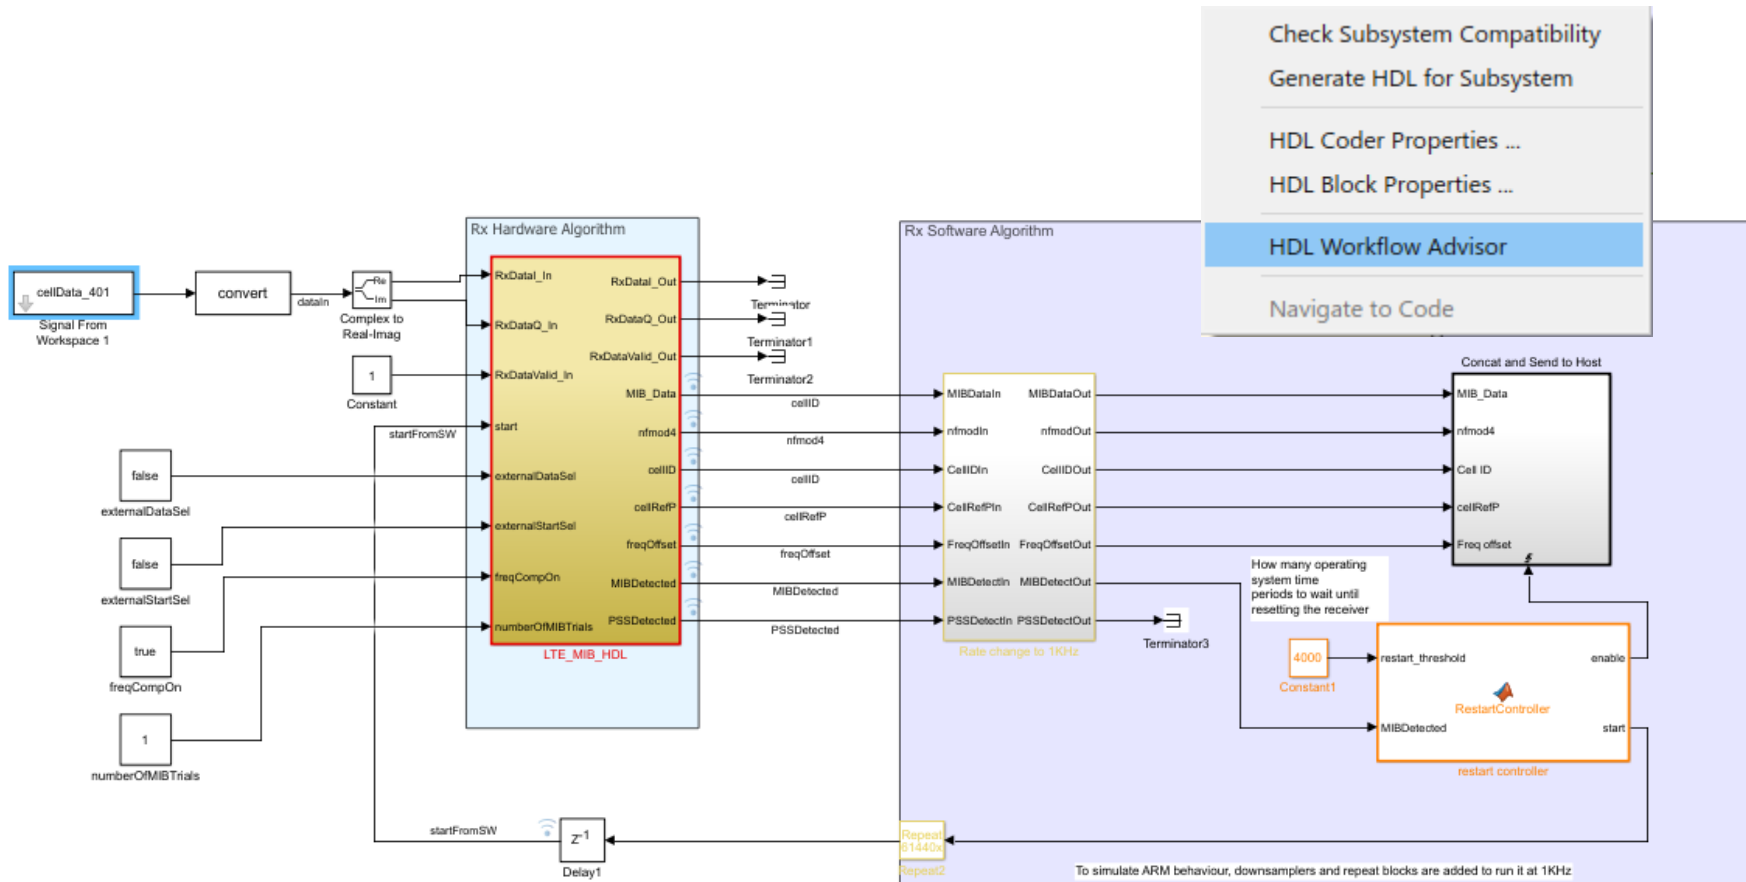 Check Subsystem Compatibility
Generate HDL for Subsystem
HDL Coder Properties ...
HDL Block Properties ...
HDL Workflow Advisor
Navigate to Code
Rx Hardware Algorithm
Rx Software Algorithm
cellData_401
Signal From
Workspace 1
convert
dataIn
Re
Im
Complex to
Real-Imag
1
Constant
startFromSW
false
externalDataSel
false
externalStartSel
true
freqCompOn
1
numberOfMIBTrials
RxDataI_In
RxDataQ_In
RxDataValid_In
start
externalDataSel
externalStartSel
freqCompOn
numberOfMIBTrials
RxDataI_Out
RxDataQ_Out
RxDataValid_Out
MIB_Data
nfmod4
cellID
cellRefP
freqOffset
MIBDetected
PSSDetected
LTE_MIB_HDL
Terminator
Terminator1
Terminator2
cellID
nfmod4
cellID
cellRefP
freqOffset
MIBDetected
PSSDetected
MIBDataIn
nfmodIn
CellIDIn
CellRefPIn
FreqOffsetIn
MIBDetectIn
PSSDetectIn
MIBDataOut
nfmodOut
CellIDOut
CellRefPOut
FreqOffsetOut
MIBDetectOut
PSSDetectOut
Rate change to 1KHz
Terminator3
Concat and Send to Host
MIB_Data
nfmod4
Cell ID
cellRefP
Freq offset
How many operating
system time
periods to wait until
resetting the receiver
4000
Constant1
restart_threshold
MIBDetected
RestartController
enable
start
restart controller
startFromSW
Z-1
Delay1
Repeat
61440x
Repeat2
To simulate ARM behaviour, downsamplers and repeat blocks are added to run it at 1KHz